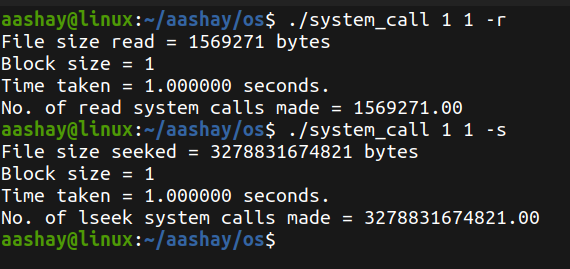 aashay@linux:~/aashay/os$ ./system_call 1 1 -r
File size read = 1569271 bytes
Block size = 1
Time taken = 1.000000 seconds.
No. of read system calls made = 1569271.00
aashay@linux:~/aashay/os$ ./system_call 1 1 -s
File size seeked = 3278831674821 bytes
Block size = 1
Time taken = 1.000000 seconds.
No. of lseek system calls made = 3278831674821.00
aashay@linux:~/aashay/os$